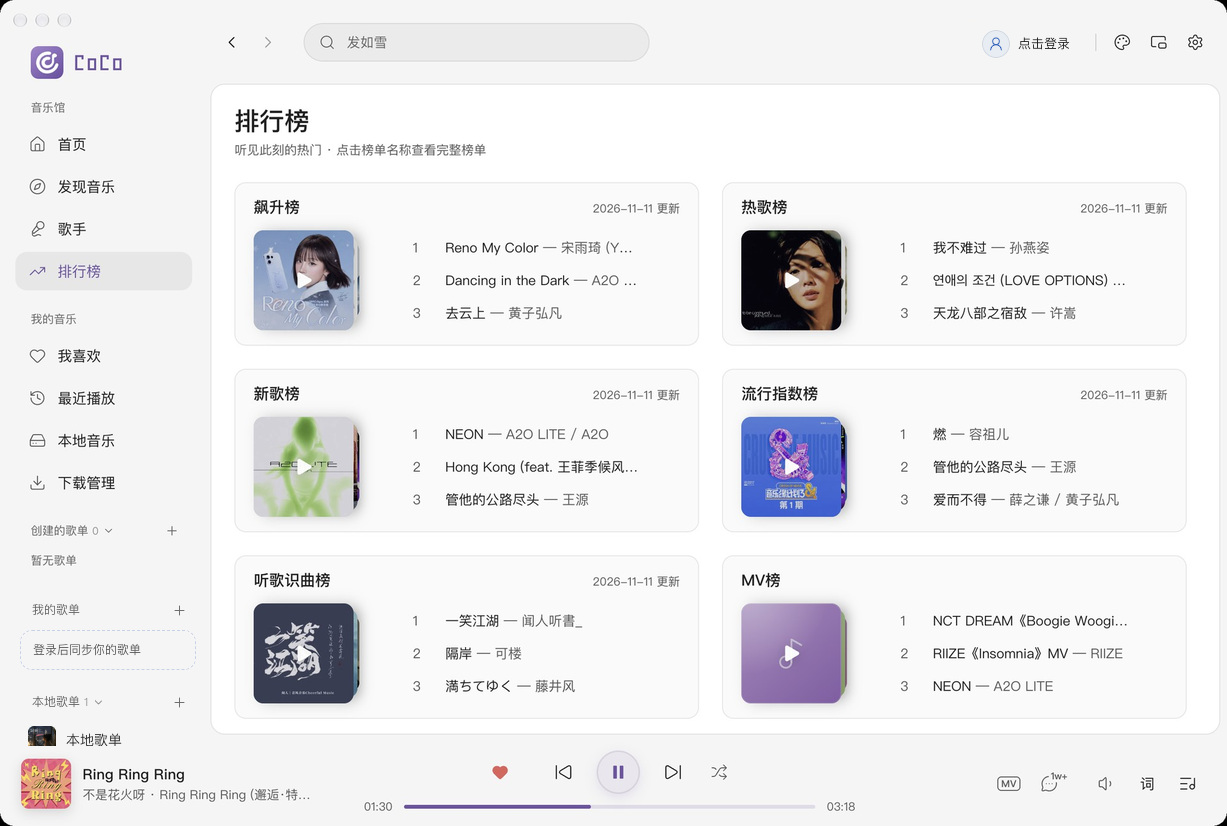 CoCo
发如雪
点击登录
音乐馆
首页
发现音乐
歌手
排行榜
我的音乐
我喜欢
最近播放
本地音乐
下载管理
创建的歌单 0
暂无歌单
我的歌单
登录后同步你的歌单
本地歌单 1
本地歌单
排行榜
听见此刻的热门 · 点击榜单名称查看完整榜单
飙升榜
2026-11-11 更新
Reno
My Colo
1 Reno My Color — 宋雨琦 (Y...
2 Dancing in the Dark — A2O ...
3 去云上 — 黄子弘凡
热歌榜
2026-11-11 更新
1 我不难过 — 孙燕姿
2 연애의 조건 (LOVE OPTIONS) ...
3 天龙八部之宿敌 — 许嵩
新歌榜
2026-11-11 更新
1 NEON — A2O LITE / A2O
2 Hong Kong (feat. 王菲季候风...
3 管他的公路尽头 — 王源
流行指数榜
2026-11-11 更新
第1期
1 燃 — 容祖儿
2 管他的公路尽头 — 王源
3 爱而不得 — 薛之谦 / 黄子弘凡
听歌识曲榜
2026-11-11 更新
一笑江湖
1 一笑江湖 — 闻人听書_
2 隔岸 — 可楼
3 満ちてゆく — 藤井风
MV榜
1 NCT DREAM《Boogie Woogi...
2 RIIZE《Insomnia》MV — RIIZE
3 NEON — A2O LITE
Ring
Ring
Ring
Ring Ring Ring
不是花火呀 · Ring Ring Ring (邂逅·特...
01:30
03:18
MV
1w+
词